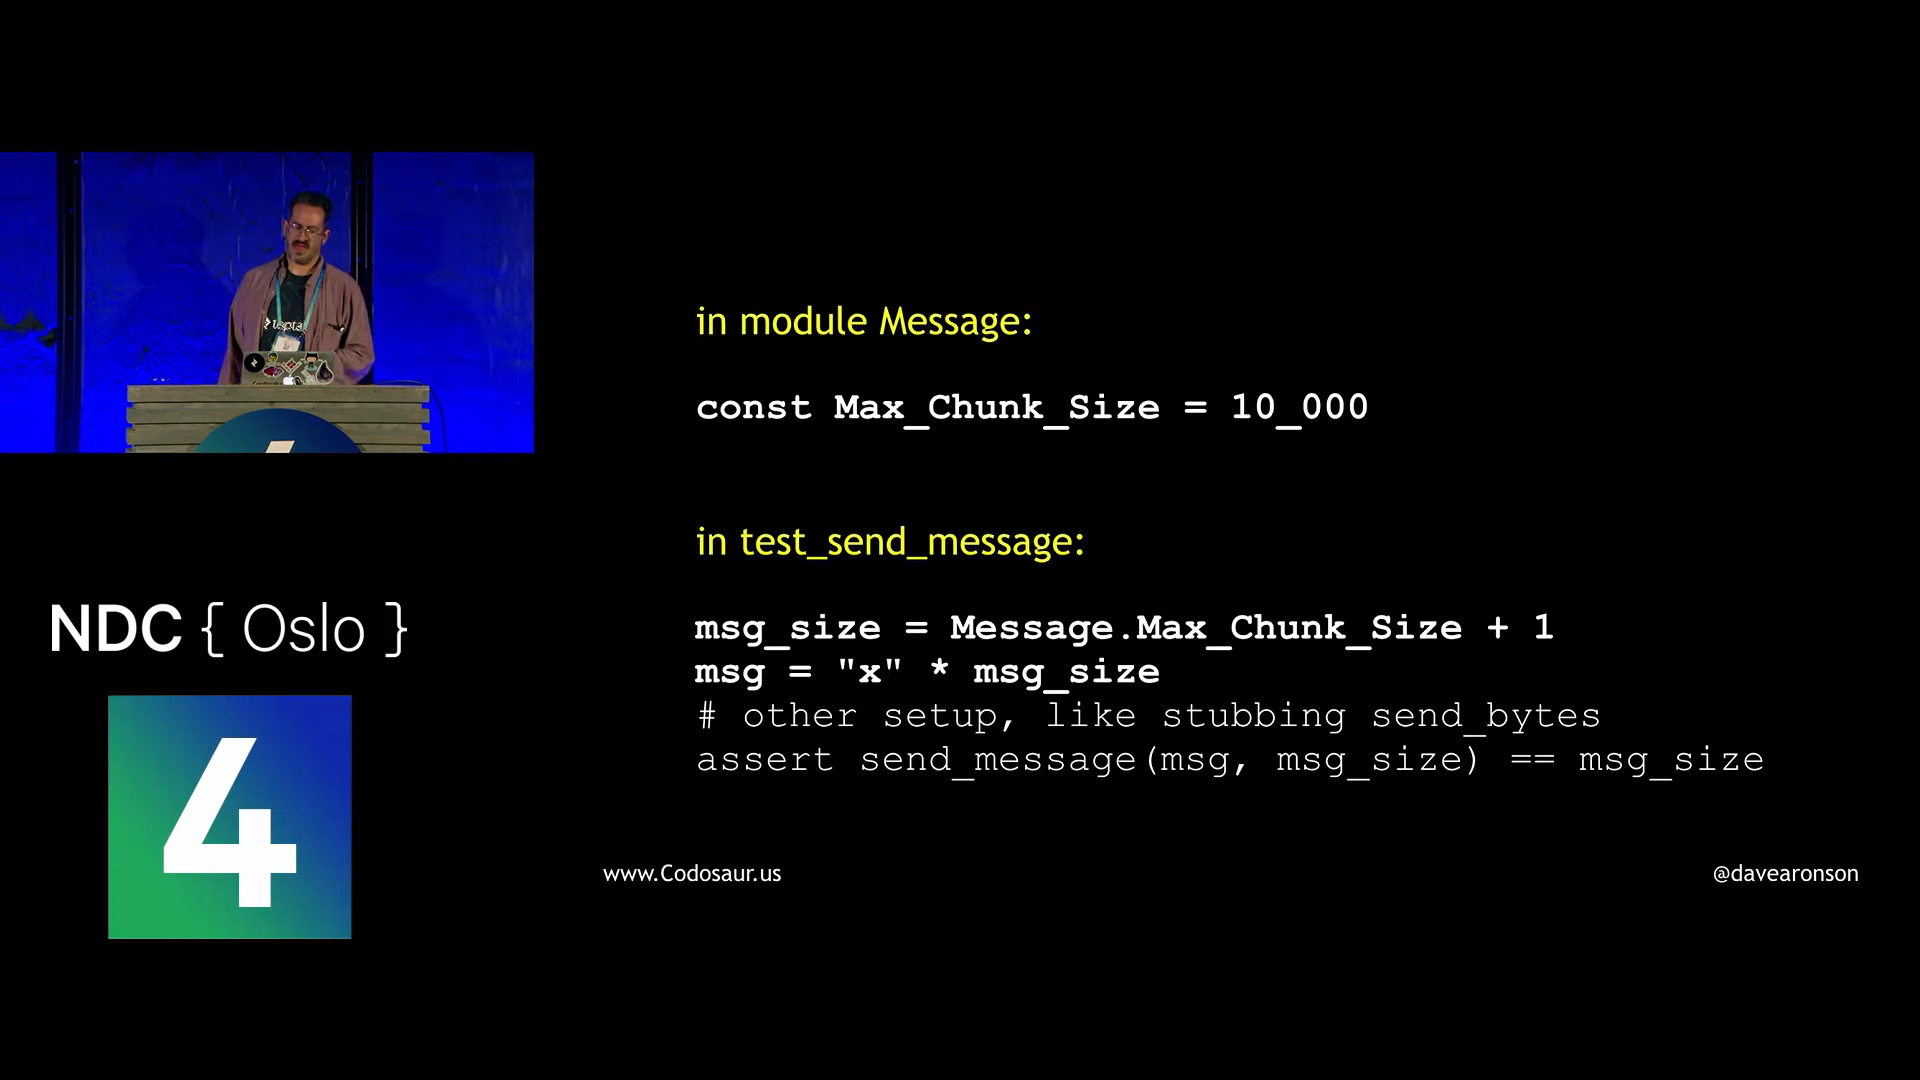 in module Message:
const Max_Chunk_Size = 10_000
in test_send_message:
msg_size = Message.Max_Chunk_Size + 1
msg = "x" * msg_size
# other setup, like stubbing send_bytes
assert send_message(msg, msg_size) == msg_size
NDC { Oslo }
4
www.Codosaur.us
@davearonson